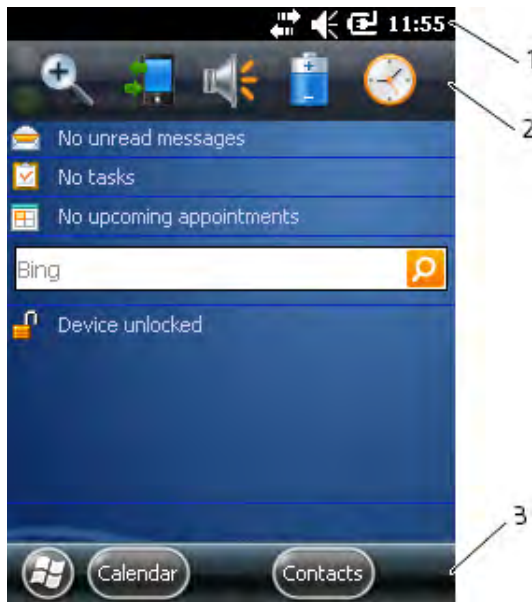 11:55
1
2
No unread messages
No tasks
No upcoming appointments
Bing
Device unlocked
3
Calendar Contacts